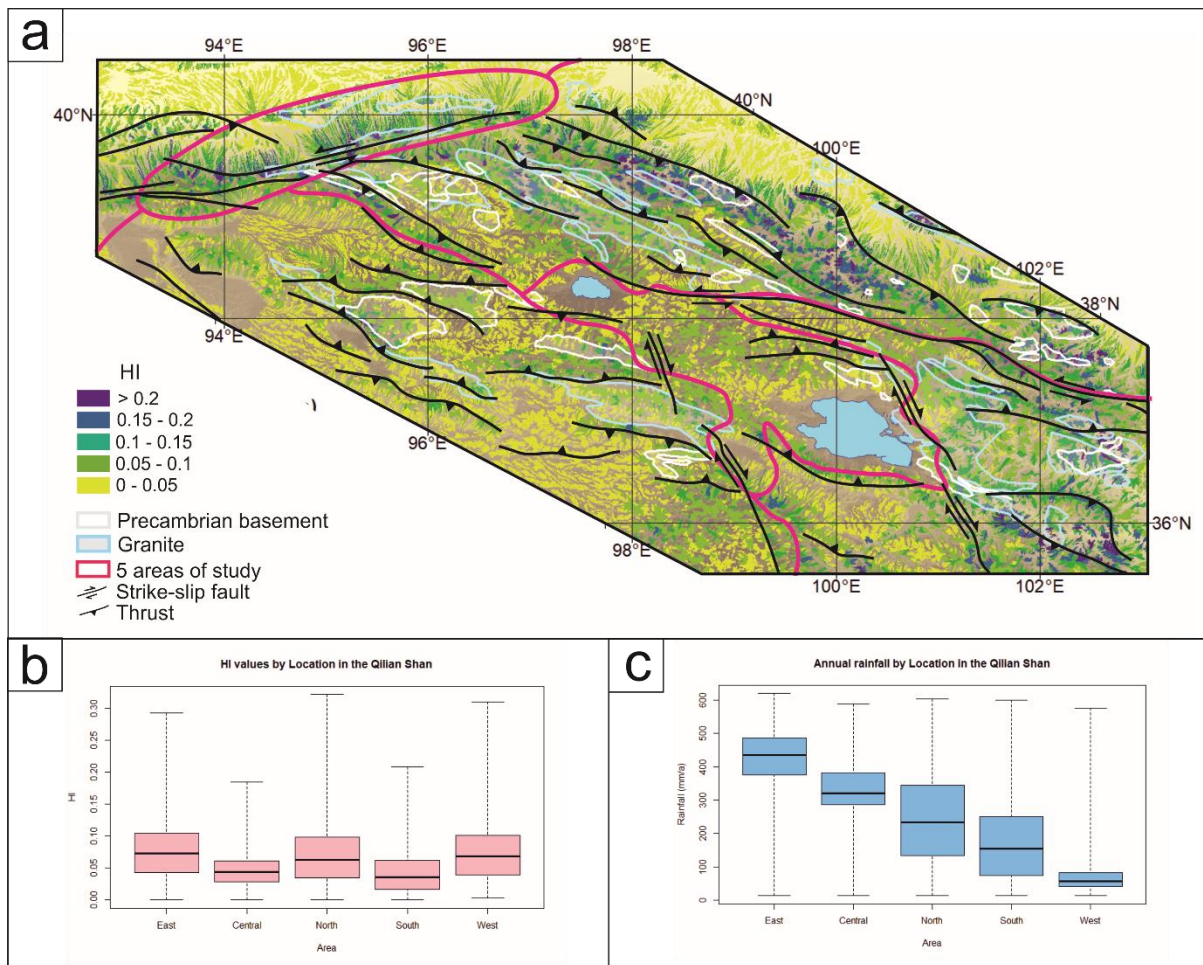 a
94°E
96°E
98°E
40°N
40°N
100°E
102°E
38°N
94°E
96°E
98°E
36°N
100°E
102°E
HI
> 0.2
0.15 - 0.2
0.1 - 0.15
0.05 - 0.1
0 - 0.05
Precambrian basement
Granite
5 areas of study
Strike-slip fault
Thrust
b
HI values by Location in the Qilian Shan
HI
0.30
0.25
0.20
0.15
0.10
0.05
0.00
East
Central
North
South
West
Area
c
Annual rainfall by Location in the Qilian Shan
Rainfall (mm/a)
600
500
400
300
200
100
0
East
Central
North
South
West
Area